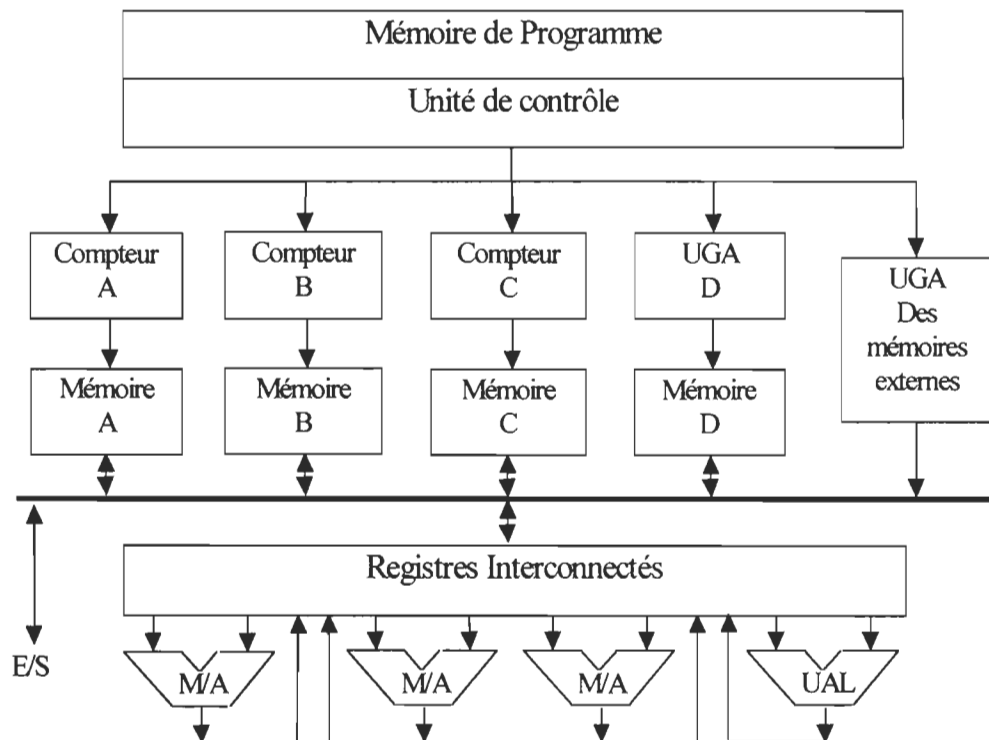 Mémoire de Programme
Unité de contrôle
Compteur
A
Compteur
B
Compteur
C
UGA
D
UGA
Des
mémoires
externes
Mémoire
A
Mémoire
B
Mémoire
C
Mémoire
D
Registres Interconnectés
E/S
M/A
M/A
M/A
UAL